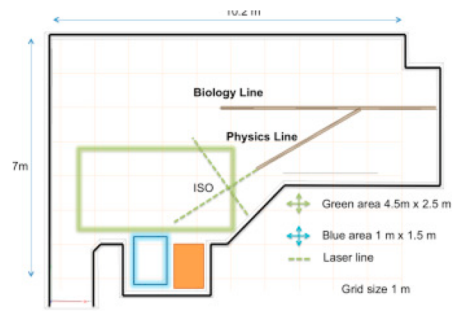 10.2 m
Biology Line
Physics Line
7m
ISO
Green area 4.5m x 2.5 m
Blue area 1 m x 1.5 m
Laser line
Grid size 1 m